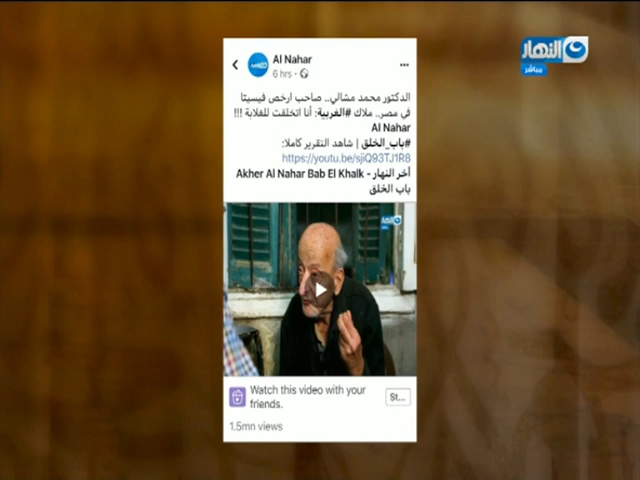 النهار
مباشر
Al Nahar
6 hrs ·
الدكتور محمد مشالي.. صاحب ارخص فيسيتا
في مصر.. ملاك #الغربية: أنا اتخلقت للغلابة !!!
Al Nahar
#باب_الخلق | شاهد التقرير كاملا:
https://youtu.be/sjiQ93TJ1R8
Akher Al Nahar Bab El Khalk - آخر النهار
باب الخلق
النهار
Watch this video with your
friends.
St...
1.5mn views